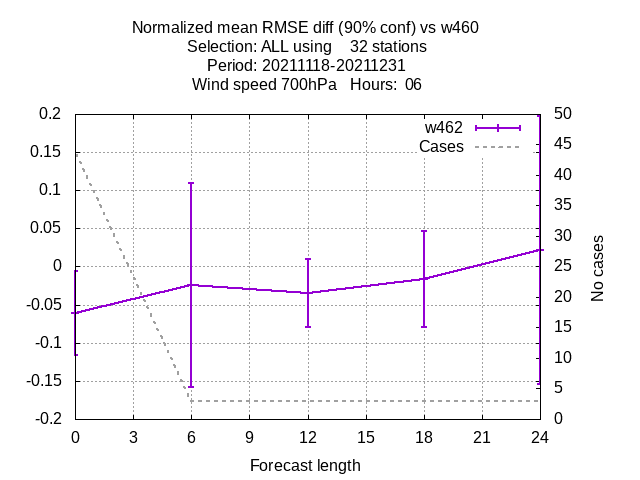 Normalized mean RMSE diff (90% conf) vs w460
Selection: ALL using    32 stations
Period: 20211118-20211231
Wind speed 700hPa   Hours:  06
w462
Cases
0.2
0.15
0.1
0.05
0
-0.05
-0.1
-0.15
-0.2
50
45
40
35
30
25
20
15
10
5
0
No cases
0 3 6 9 12 15 18 21 24
Forecast length